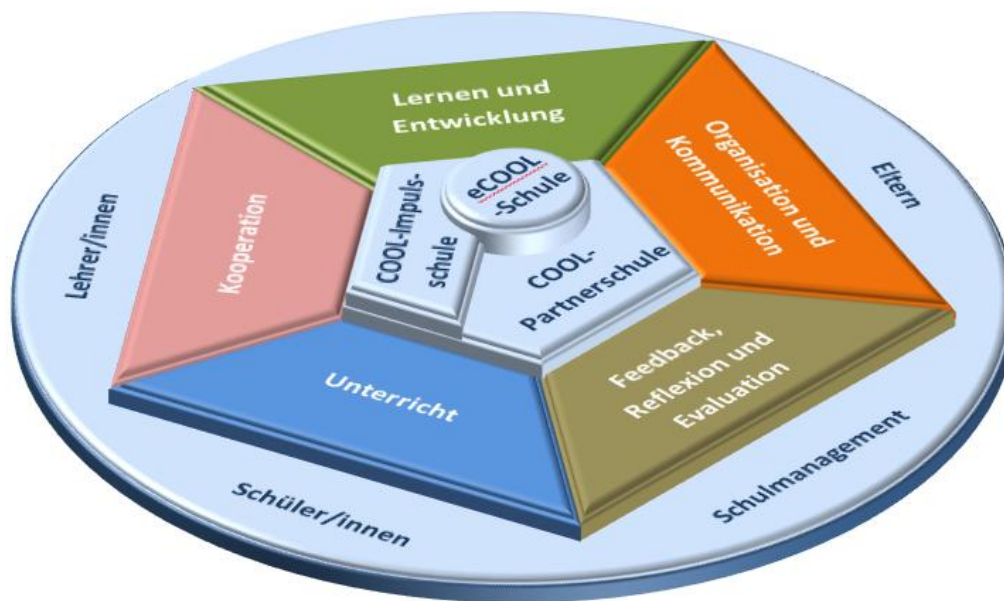 Lernen und
Entwicklung
Organisation und
Kommunikation
Feedback,
Reflexion und
Evaluation
Unterricht
Kooperation
eCOOL
-Schule
COOL-Impuls-
schule
COOL-
Partnerschule
Lehrer/innen
Eltern
Schulmanagement
Schüler/innen